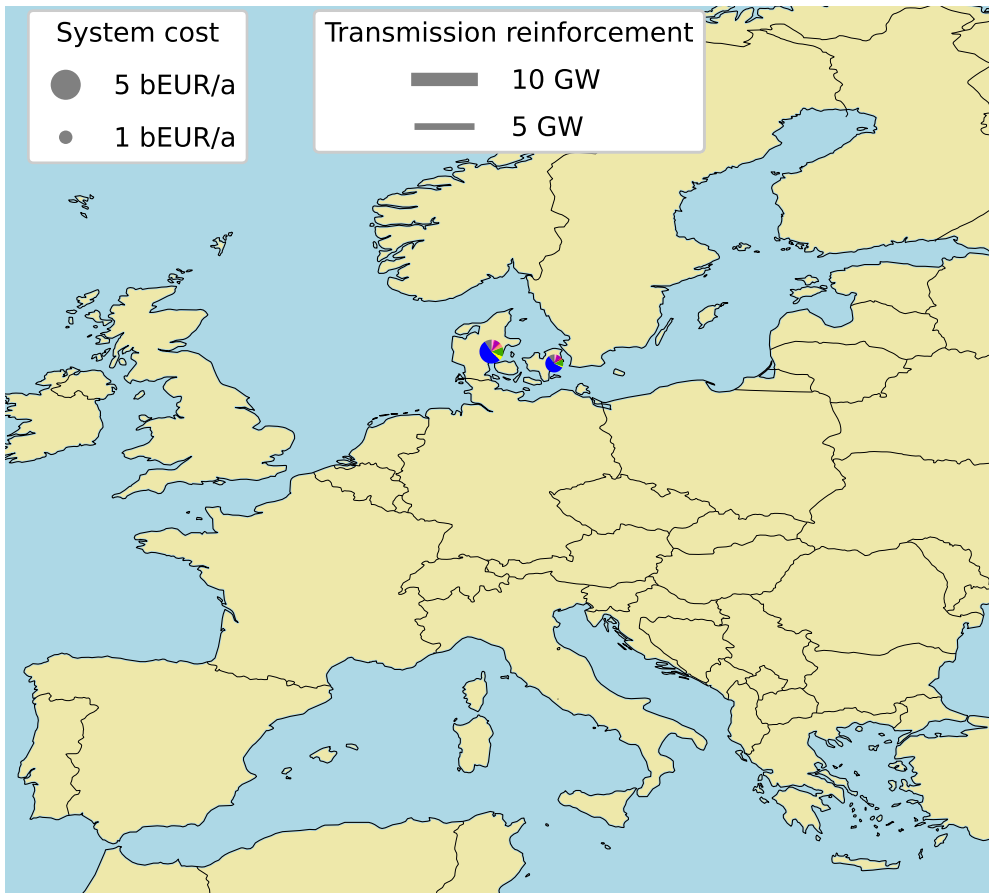 System cost
5 bEUR/a
1 bEUR/a
Transmission reinforcement
10 GW
5 GW